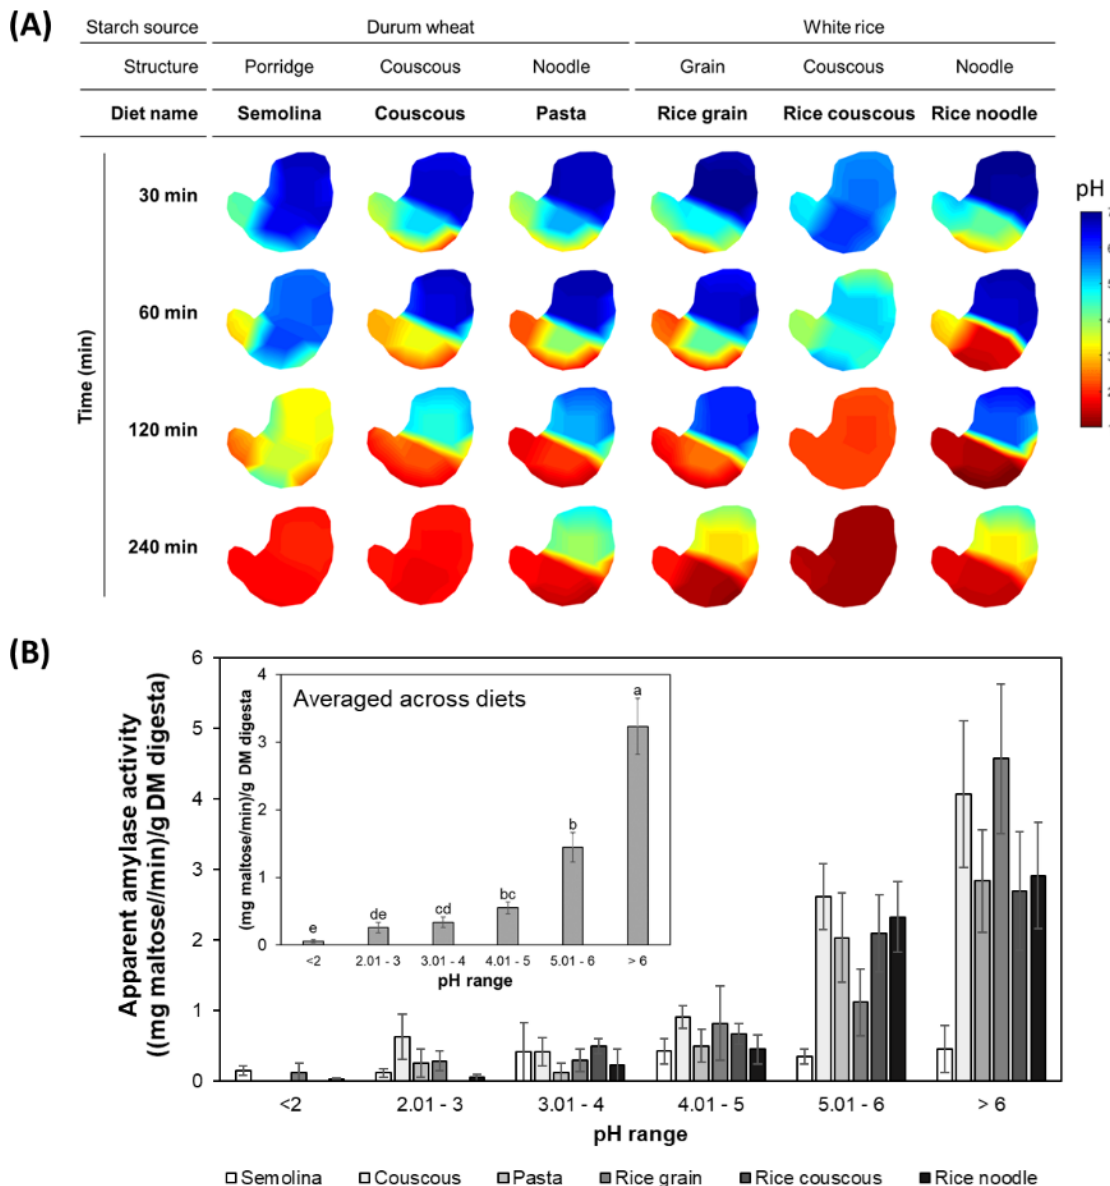 (A)
Starch source Durum wheat White rice
Structure Porridge Couscous Noodle Grain Couscous Noodle
Diet name Semolina Couscous Pasta Rice grain Rice couscous Rice noodle
30 min
60 min
120 min
240 min
Time (min)
pH
(B)
Apparent amylase activity
((mg maltose//min)/g DM digesta)
6
5
4
3
2
1
0
Averaged across diets
(mg maltose/min)/g DM digesta
4
3
2
1
0
e de cd bc b a
<2 2.01 - 3 3.01 - 4 4.01 - 5 5.01 - 6 > 6
pH range
<2 2.01 - 3 3.01 - 4 4.01 - 5 5.01 - 6 > 6
pH range
Semolina Couscous Pasta Rice grain Rice couscous Rice noodle